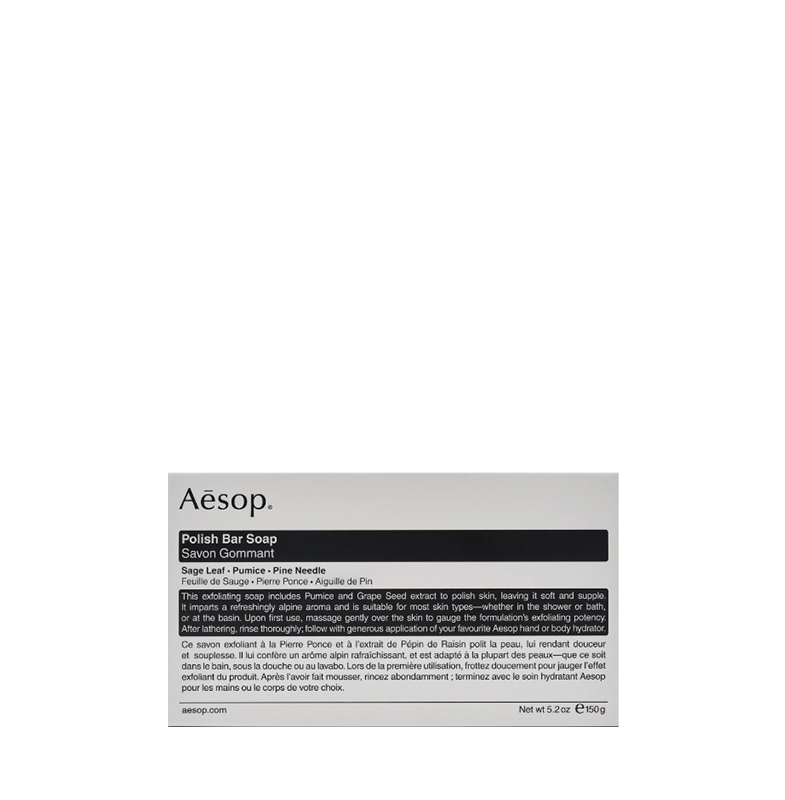 Aēsop®
Polish Bar Soap
Savon Gommant
Sage Leaf • Pumice • Pine Needle
Feuille de Sauge • Pierre Ponce • Aiguille de Pin
This exfoliating soap includes Pumice and Grape Seed extract to polish skin, leaving it soft and supple.
It imparts a refreshingly alpine aroma and is suitable for most skin types—whether in the shower or bath,
or at the basin. Upon first use, massage gently over the skin to gauge the formulation's exfoliating potency.
After lathering, rinse thoroughly; follow with generous application of your favourite Aesop hand or body hydrator.
Ce savon exfoliant à la Pierre Ponce et à l'extrait de Pépin de Raisin polit la peau, lui rendant douceur
et souplesse. Il lui confère un arôme alpin rafraîchissant, et est adapté à la plupart des peaux—que ce soit
dans le bain, sous la douche ou au lavabo. Lors de la première utilisation, frottez doucement pour jauger l'effet
exfoliant du produit. Après l'avoir fait mousser, rincez abondamment ; terminez avec le soin hydratant Aesop
pour les mains ou le corps de votre choix.
aesop.com Net wt 5.2 oz ℮150g